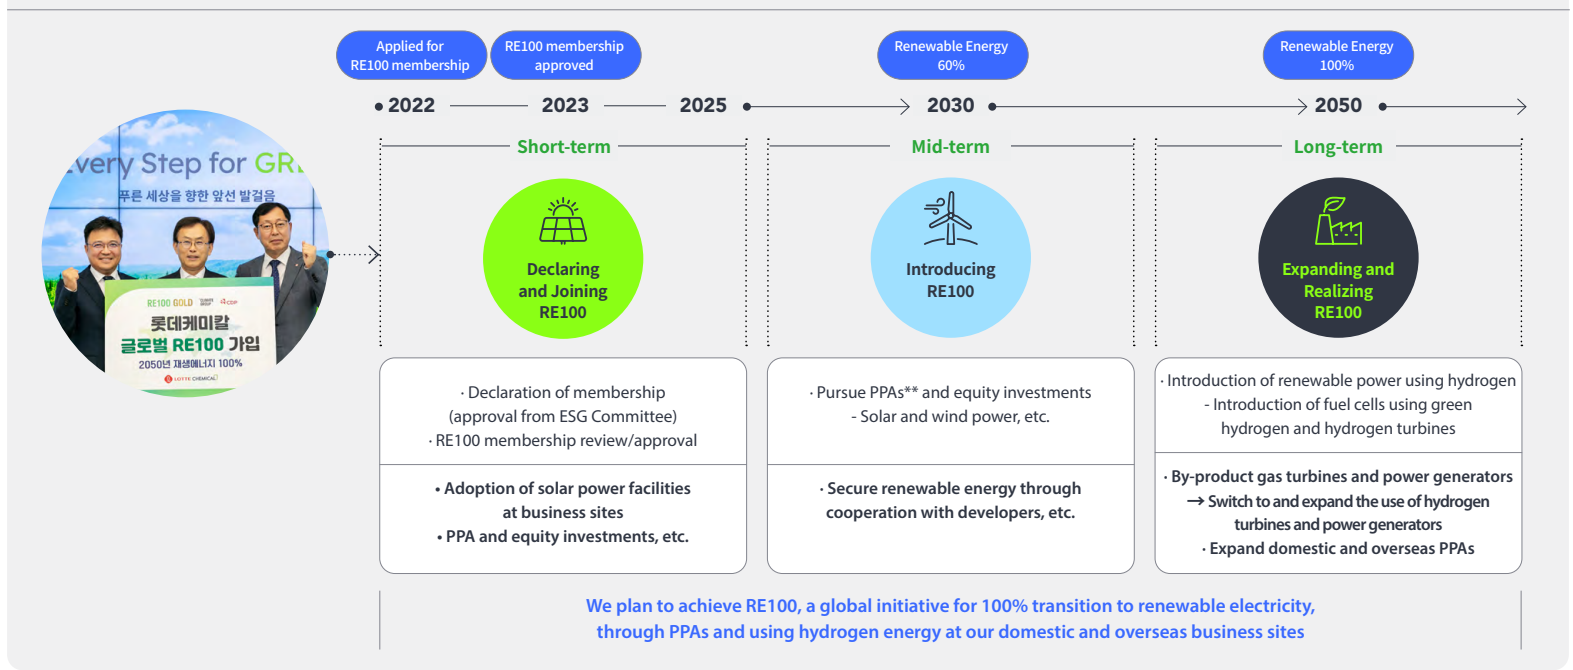 Applied for
RE100 membership
RE100 membership
approved
Renewable Energy
60%
Renewable Energy
100%
2022
2023
2025
2030
2050
Short-term
Mid-term
Long-term
very Step for GR
푸른 세상을 향한 앞선 발걸음
RE100 GOLD
CDP
롯데케미칼
글로벌 RE100 가입
2050년 재생에너지 100%
LOTTE CHEMICAL
Declaring
and Joining
RE100
Introducing
RE100
Expanding and
Realizing
RE100
· Declaration of membership
(approval from ESG Committee)
· RE100 membership review/approval
• Adoption of solar power facilities
at business sites
• PPA and equity investments, etc.
· Pursue PPAs** and equity investments
- Solar and wind power, etc.
· Secure renewable energy through
cooperation with developers, etc.
· Introduction of renewable power using hydrogen
- Introduction of fuel cells using green
hydrogen and hydrogen turbines
· By-product gas turbines and power generators
→ Switch to and expand the use of hydrogen
turbines and power generators
· Expand domestic and overseas PPAs
We plan to achieve RE100, a global initiative for 100% transition to renewable electricity,
through PPAs and using hydrogen energy at our domestic and overseas business sites